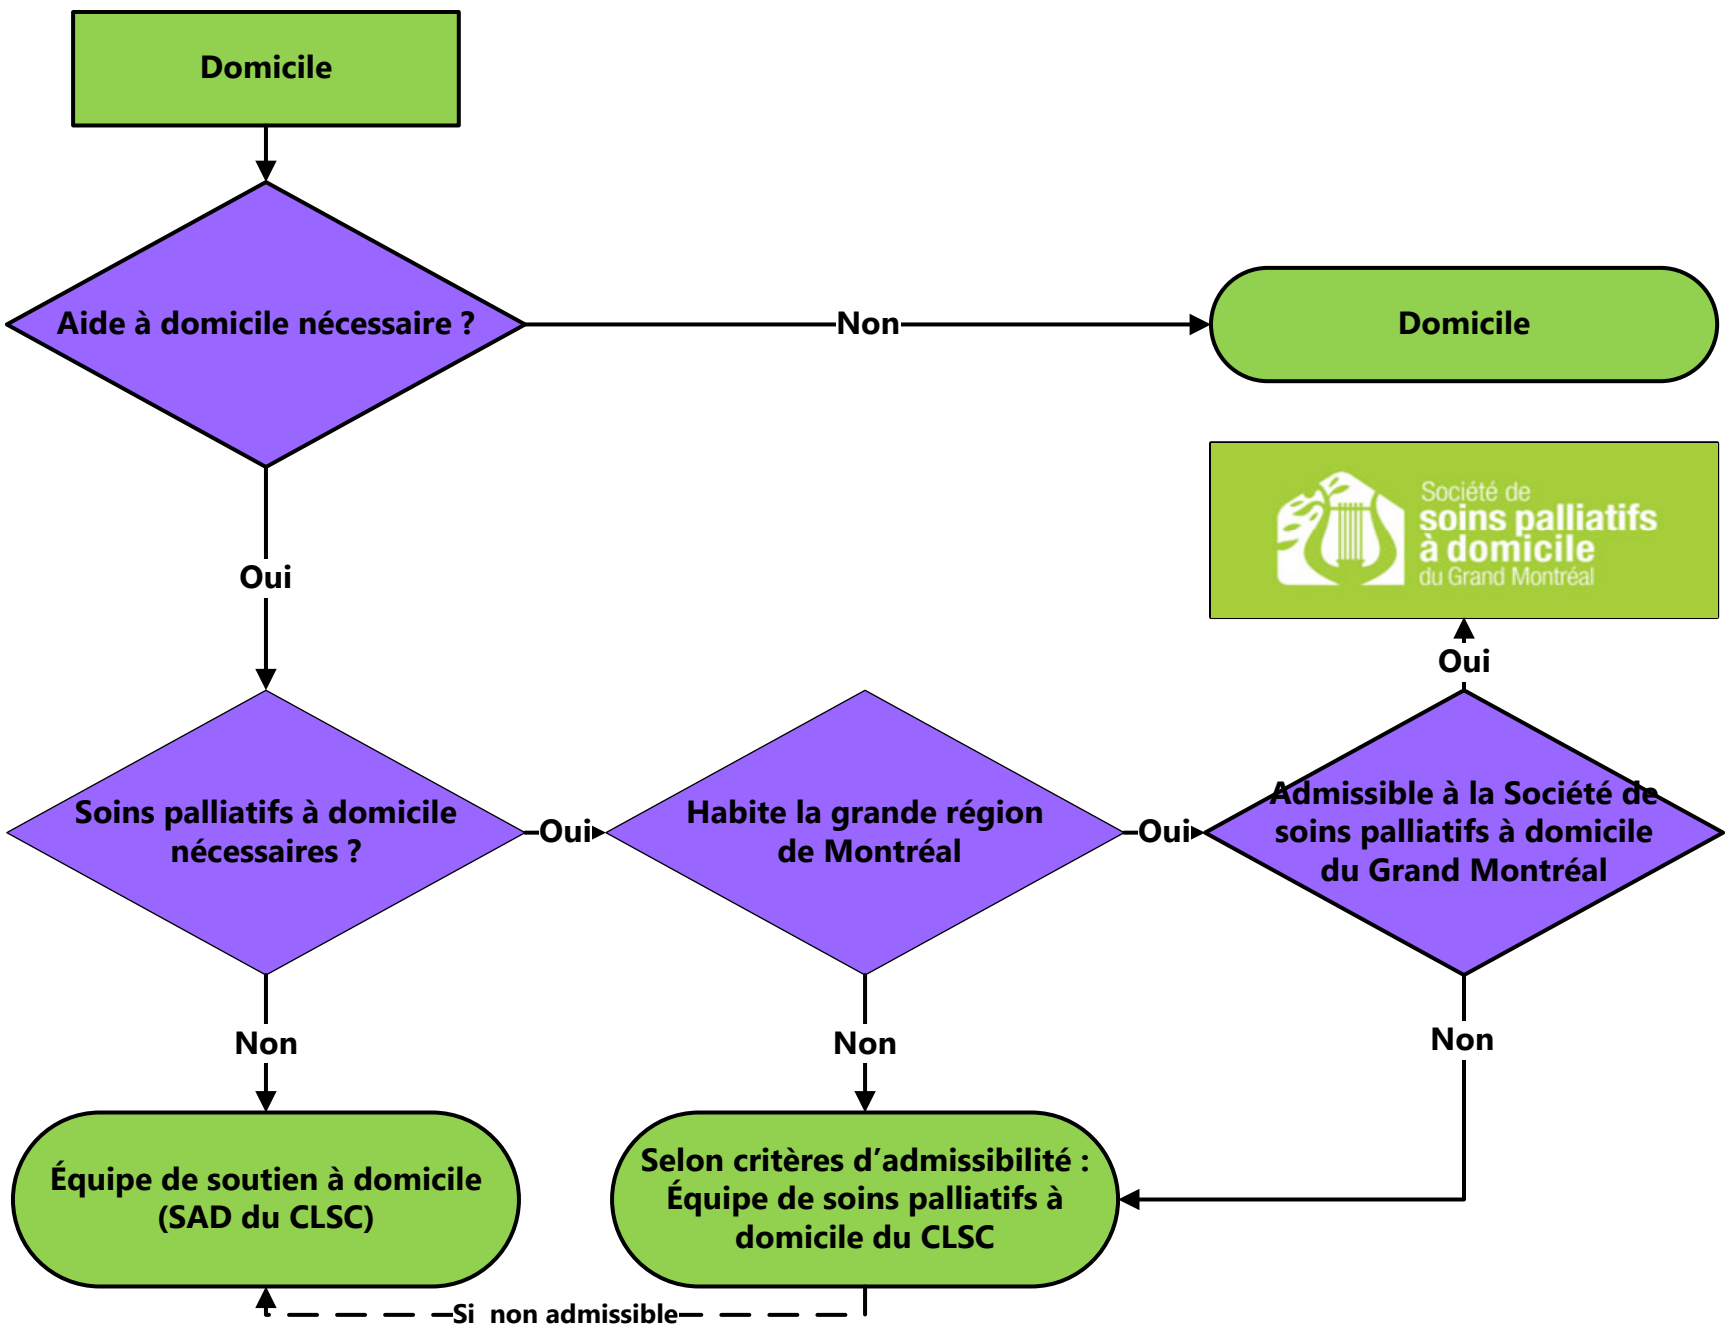 Domicile
Aide à domicile nécessaire ?
Non
Domicile
Oui
Société de
soins palliatifs
à domicile
du Grand Montréal
Oui
Soins palliatifs à domicile
nécessaires ?
Oui
Habite la grande région
de Montréal
Oui
Admissible à la Société de
soins palliatifs à domicile
du Grand Montréal
Non
Non
Non
Équipe de soutien à domicile
(SAD du CLSC)
Selon critères d’admissibilité :
Équipe de soins palliatifs à
domicile du CLSC
Si non admissible